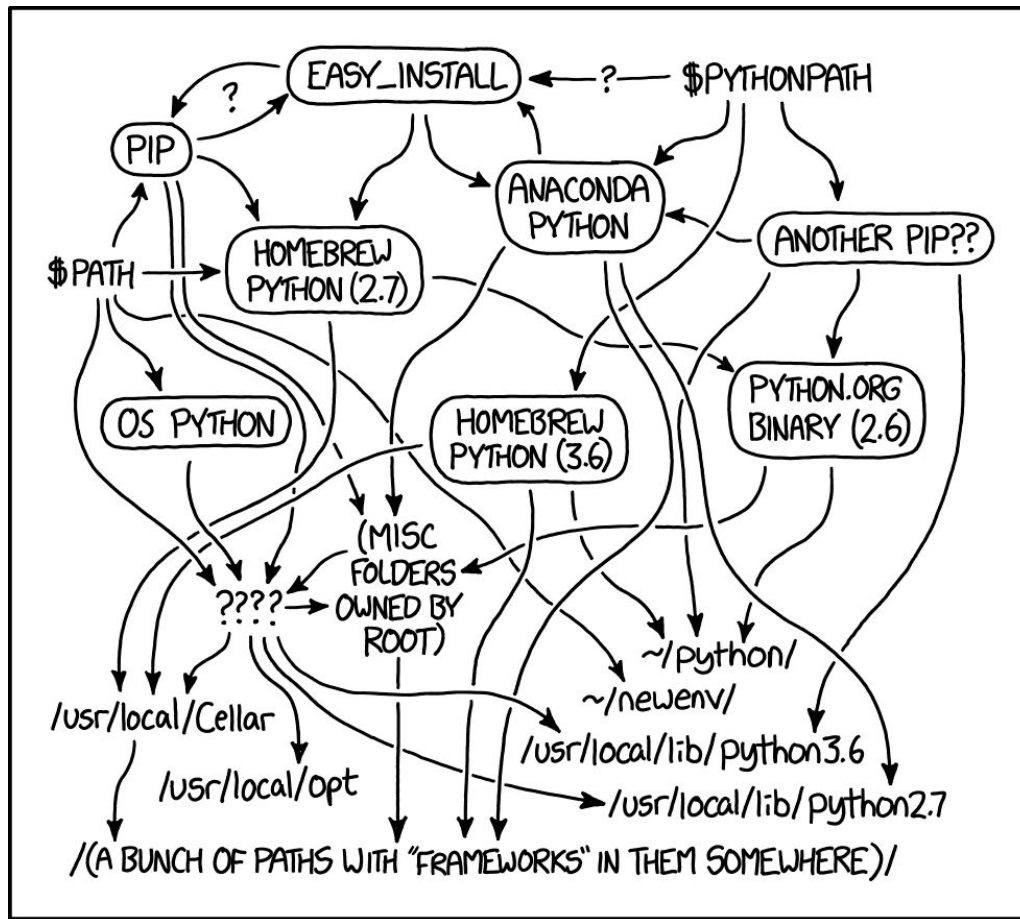 EASY_INSTALL
?
$PYTHONPATH
?
PIP
ANACONDA
PYTHON
ANOTHER PIP??
HOMEBREW
PYTHON (2.7)
$PATH
OS PYTHON
HOMEBREW
PYTHON (3.6)
PYTHON.ORG
BINARY (2.6)
(MISC
FOLDERS
OWNED BY
ROOT)
????
~/python/
~/newenv/
/usr/local/Cellar
/usr/local/opt
/usr/local/lib/python3.6
/usr/local/lib/python2.7
/(A BUNCH OF PATHS WITH "FRAMEWORKS" IN THEM SOMEWHERE)/